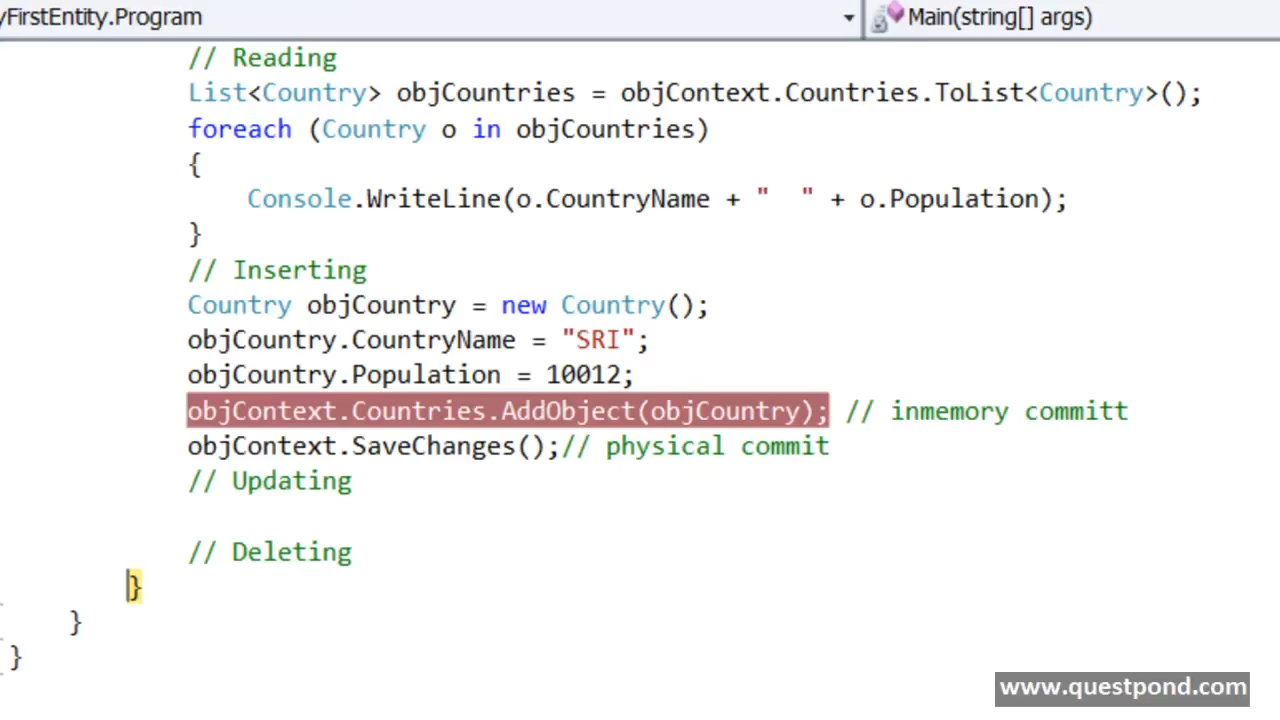 yFirstEntity.Program Main(string[] args)
// Reading
List<Country> objCountries = objContext.Countries.ToList<Country>();
foreach (Country o in objCountries)
{
Console.WriteLine(o.CountryName + "  " + o.Population);
}
// Inserting
Country objCountry = new Country();
objCountry.CountryName = "SRI";
objCountry.Population = 10012;
objContext.Countries.AddObject(objCountry); // inmemory committ
objContext.SaveChanges();// physical commit
// Updating
// Deleting
}
}
}
www.questpond.com